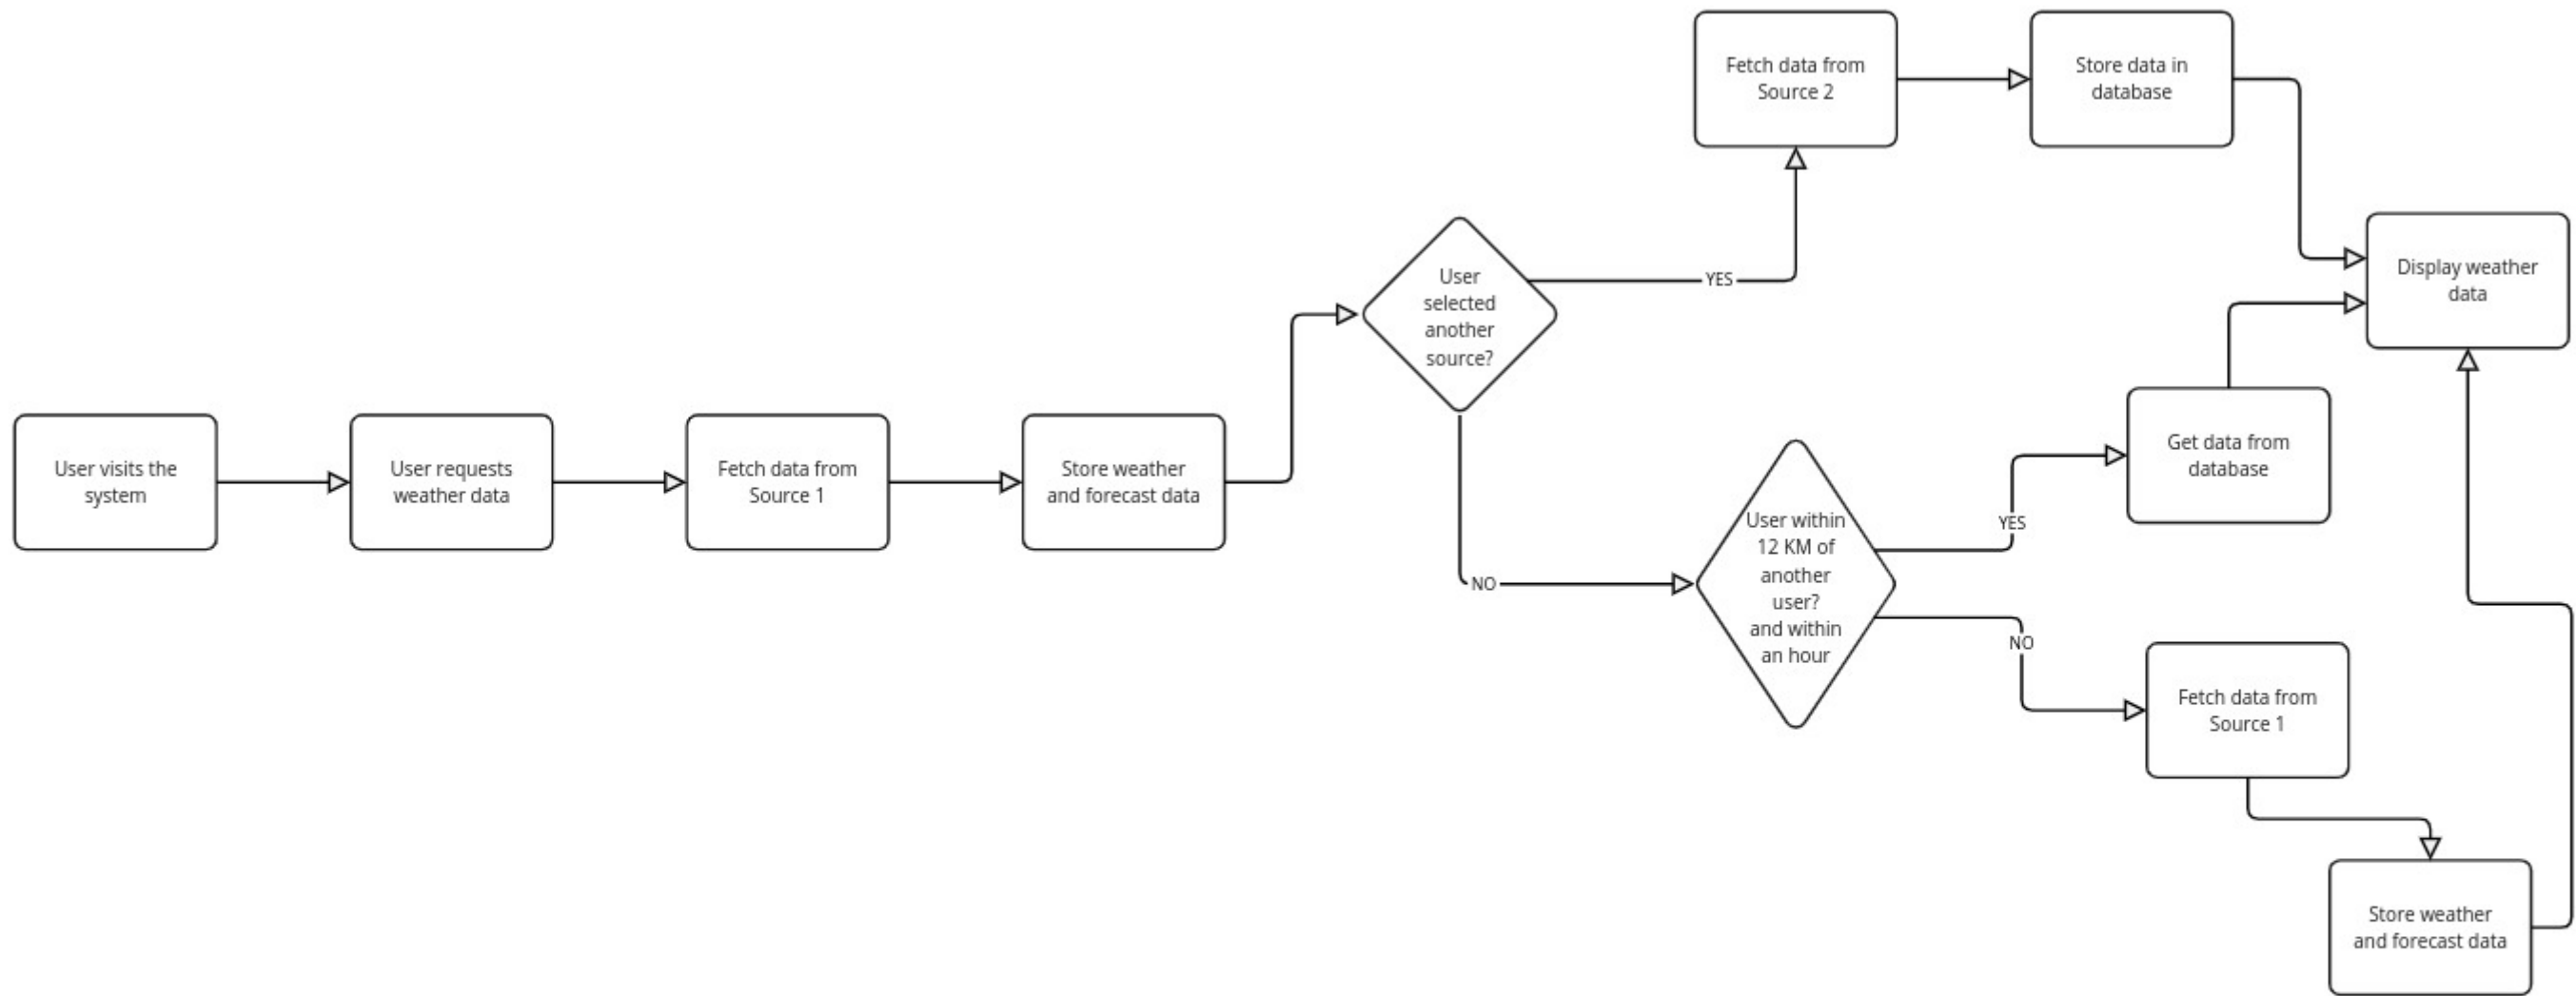 User visits the
system
User requests
weather data
Fetch data from
Source 1
Store weather
and forecast data
User
selected
another
source?
YES
Fetch data from
Source 2
Store data in
database
Display weather
data
NO
User within
12 KM of
another
user?
and within
an hour
YES
Get data from
database
NO
Fetch data from
Source 1
Store weather
and forecast data